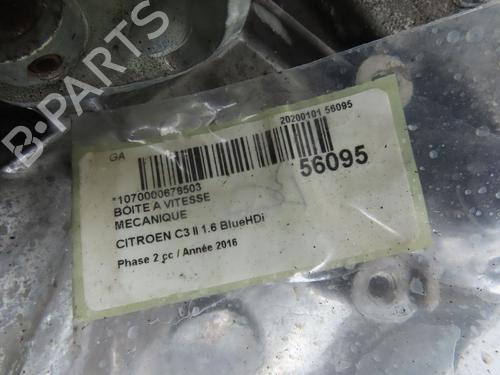 B-PARTS
GA
20200101 56095
56095
*1070000678503
BOITE A VITESSE
MECANIQUE
CITROEN C3 II 1.6 BlueHDi
Phase 2 cc / Année 2016